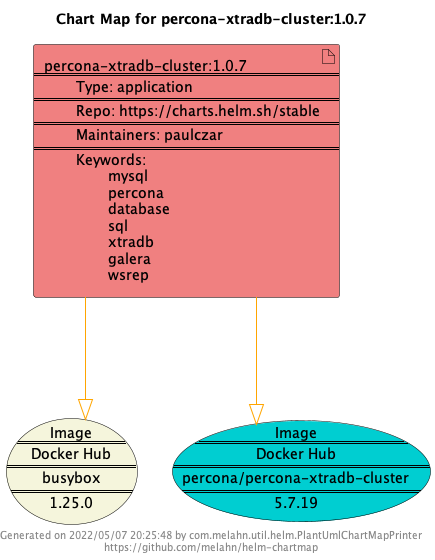 Chart Map for percona-xtradb-cluster:1.0.7
percona-xtradb-cluster:1.0.7
Type: application
Repo: https://charts.helm.sh/stable
Maintainers: paulczar
Keywords:
mysql
percona
database
sql
xtradb
galera
wsrep
Image
Docker Hub
busybox
1.25.0
Image
Docker Hub
percona/percona-xtradb-cluster
5.7.19
Generated on 2022/05/07 20:25:48 by com.melahn.util.helm.PlantUmlChartMapPrinter
https://github.com/melahn/helm-chartmap